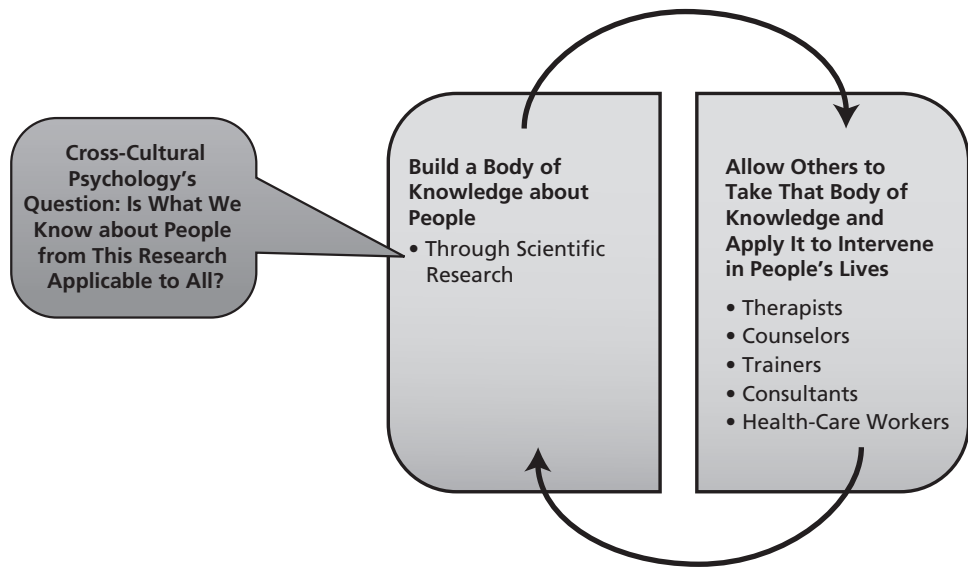 Cross-Cultural
Psychology's
Question: Is What We
Know about People
from This Research
Applicable to All?
Build a Body of
Knowledge about
People
• Through Scientific
Research
Allow Others to
Take That Body of
Knowledge and
Apply It to Intervene
in People's Lives
• Therapists
• Counselors
• Trainers
• Consultants
• Health-Care Workers